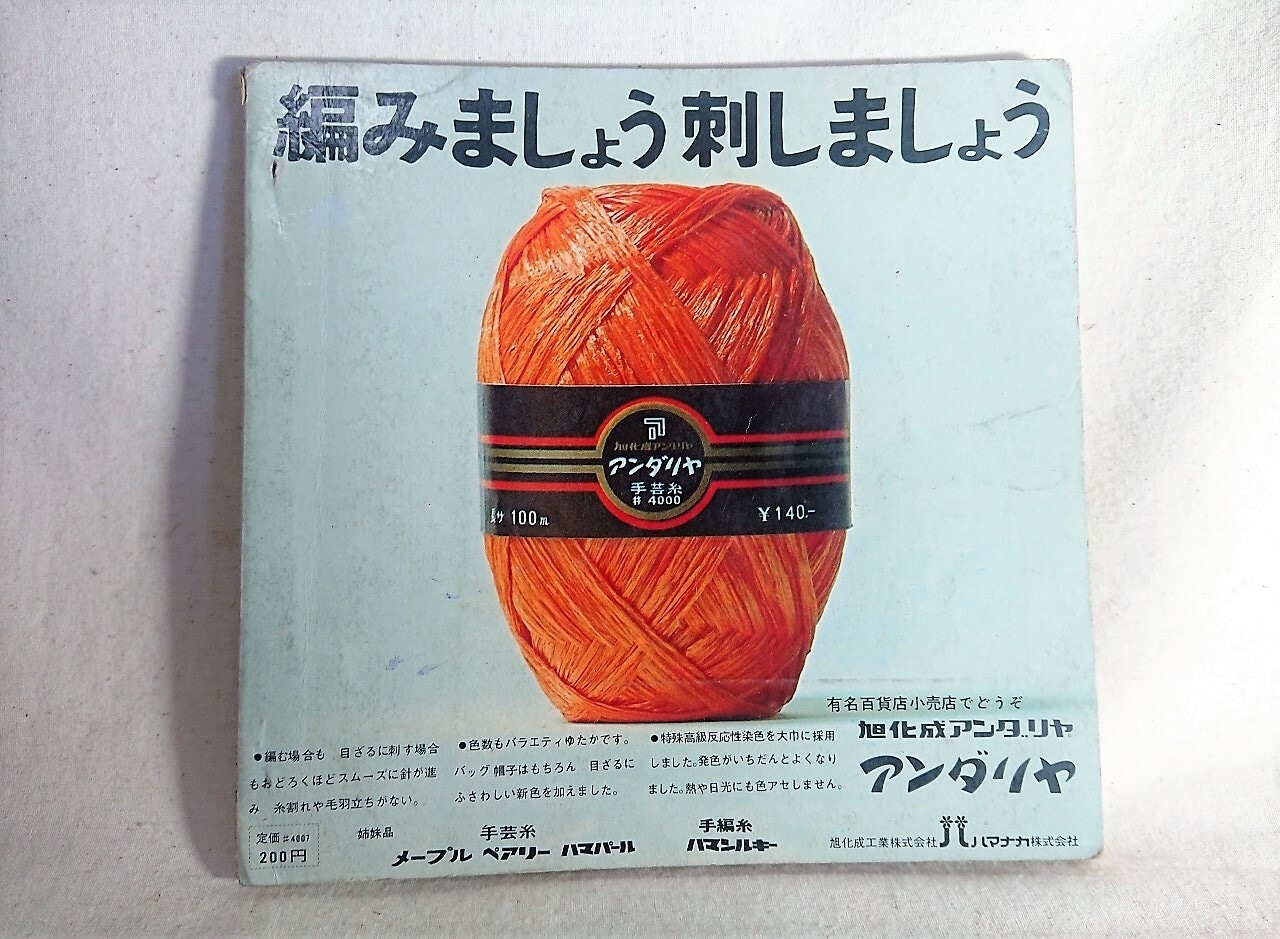 編みましょう刺しましょう
旭化成アンダリヤ
アンダリヤ
手芸糸
# 4000
長サ 100m
¥140.-
有名百貨店小売店でどうぞ
旭化成アンダリヤ
アンダリヤ
●編む場合も 目ざるに刺す場合
もおどろくほどスムーズに針が進
み 糸割れや毛羽立ちがない。
●色数もバラエティゆたかです。
バッグ 帽子はもちろん 目ざるに
ふさわしい新色を加えました。
●特殊高級反応性染色を大巾に採用
しました。発色がいちだんとよくなり
ました。熱や日光にも色アセしません。
定価 #4007
200円
姉妹品
手芸糸
メープル ペアリー ハマパール
手編糸
ハマシルキー
旭化成工業株式会社 ハマナカ株式会社